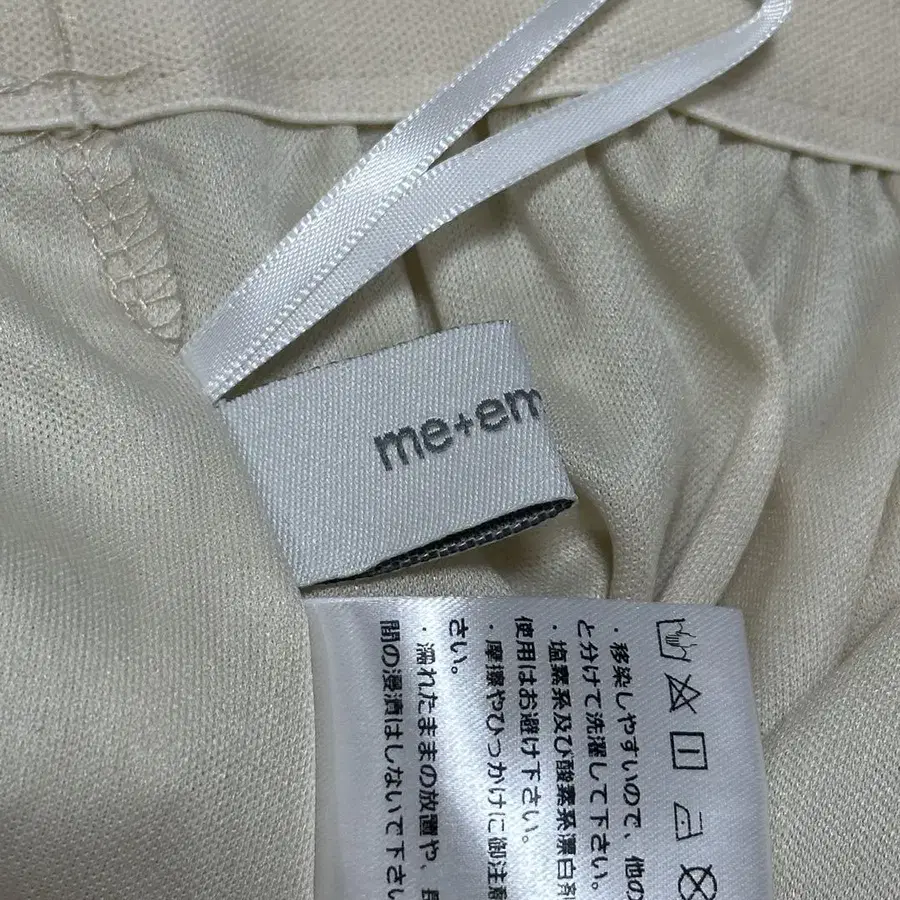 me+em
・移染しやすいので、他の
と分けて洗濯して下さい。
・塩素系及び酸素系漂白剤
使用はお避け下さい。
・摩擦やひっかけに御注意
さい。
・濡れたままの放置や、長
間の浸漬はしないで下さい